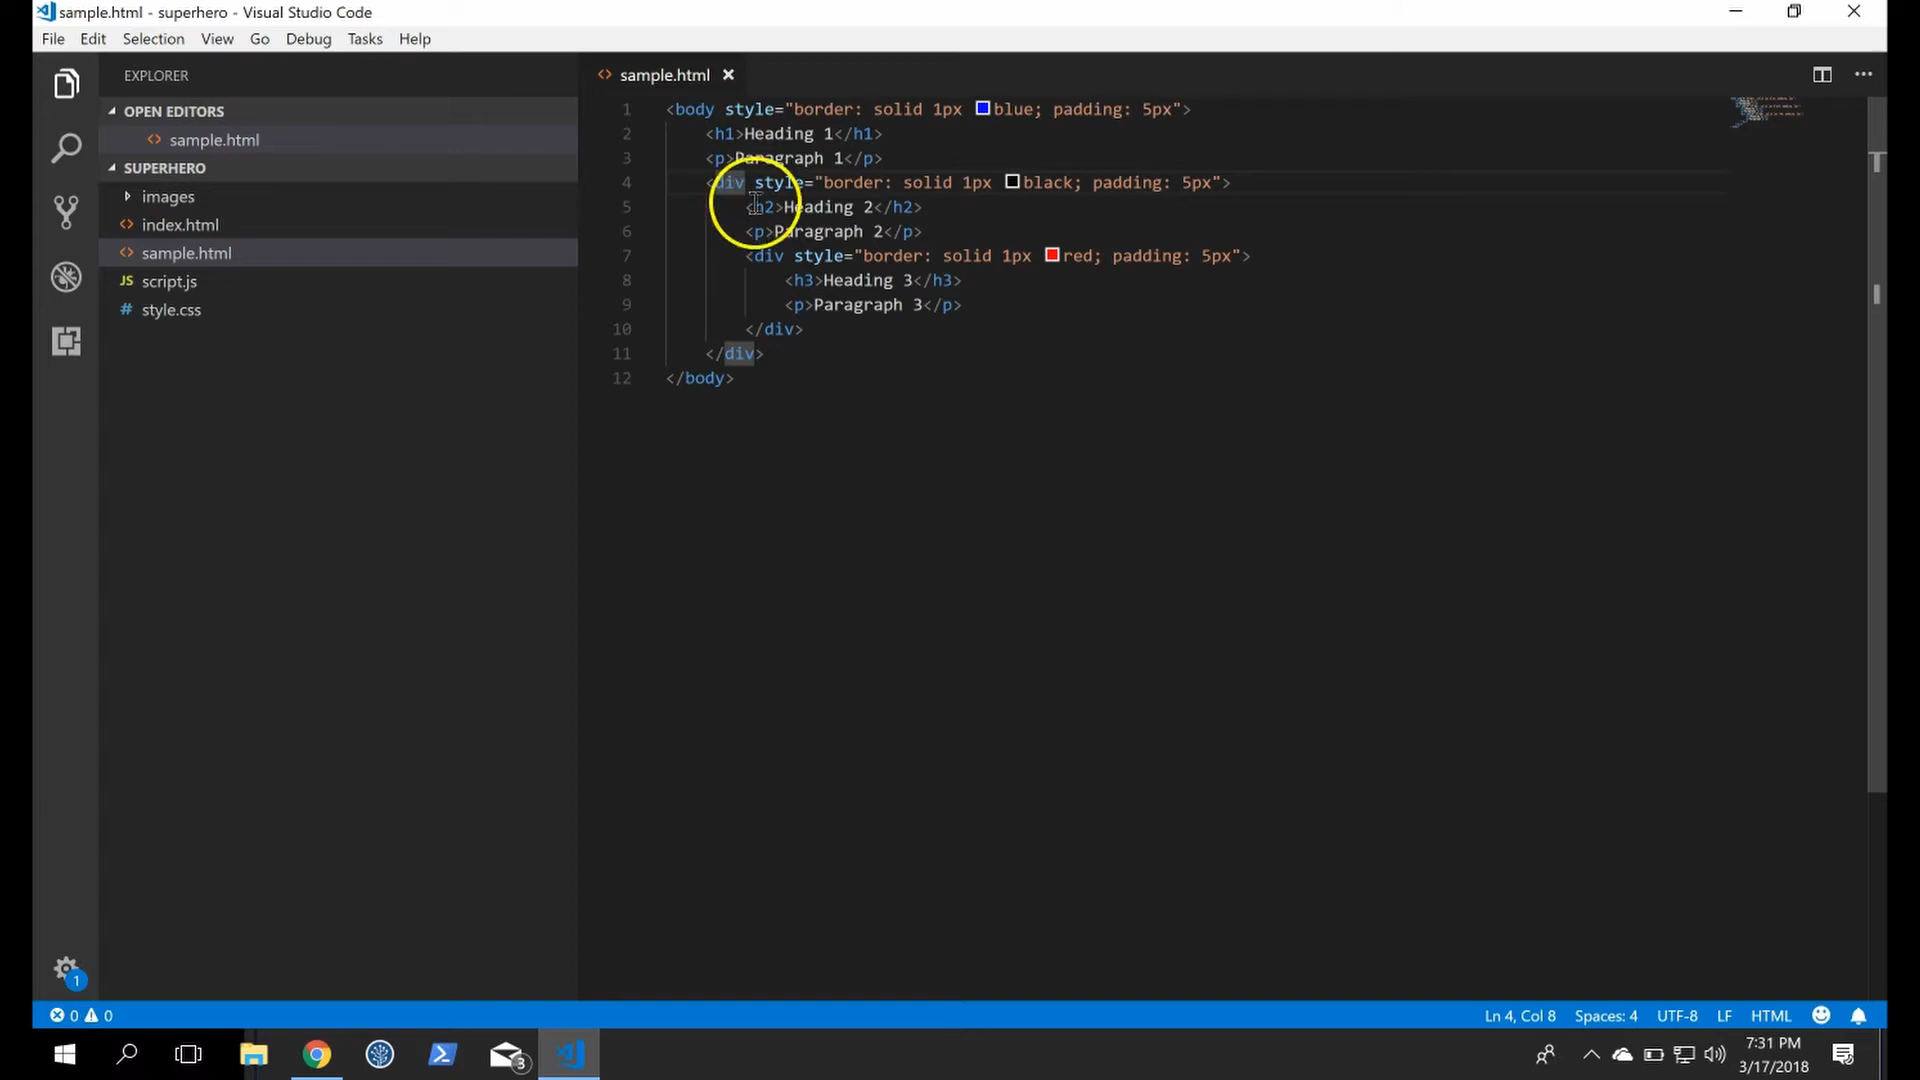 sample.html - superhero - Visual Studio Code
File Edit Selection View Go Debug Tasks Help
EXPLORER
OPEN EDITORS
sample.html
SUPERHERO
images
index.html
sample.html
JS script.js
# style.css
1
sample.html
1 <body style="border: solid 1px blue; padding: 5px">
2 <h1>Heading 1</h1>
3 <p>Paragraph 1</p>
4 <div style="border: solid 1px black; padding: 5px">
5 <h2>Heading 2</h2>
6 <p>Paragraph 2</p>
7 <div style="border: solid 1px red; padding: 5px">
8 <h3>Heading 3</h3>
9 <p>Paragraph 3</p>
10 </div>
11 </div>
12 </body>
0 0
Ln 4, Col 8 Spaces: 4 UTF-8 LF HTML
3
7:31 PM
3/17/2018